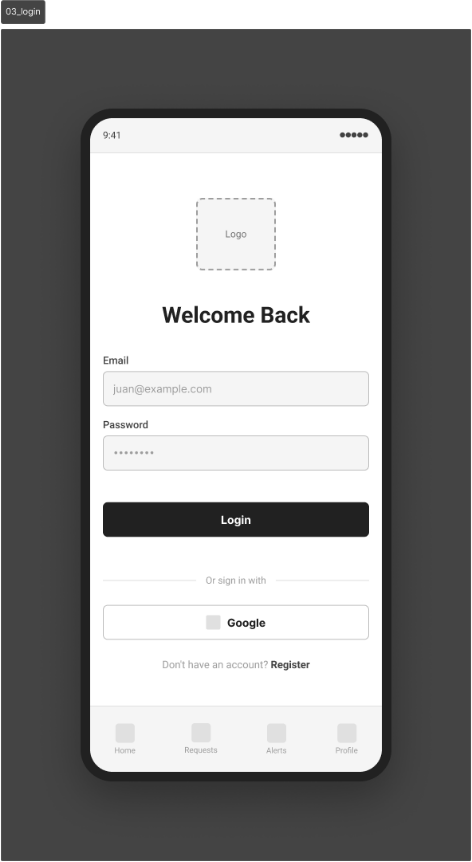 03_login
9:41
Logo
Welcome Back
Email
juan@example.com
Password
••••••••
Login
Or sign in with
Google
Don't have an account? Register
Home Requests Alerts Profile